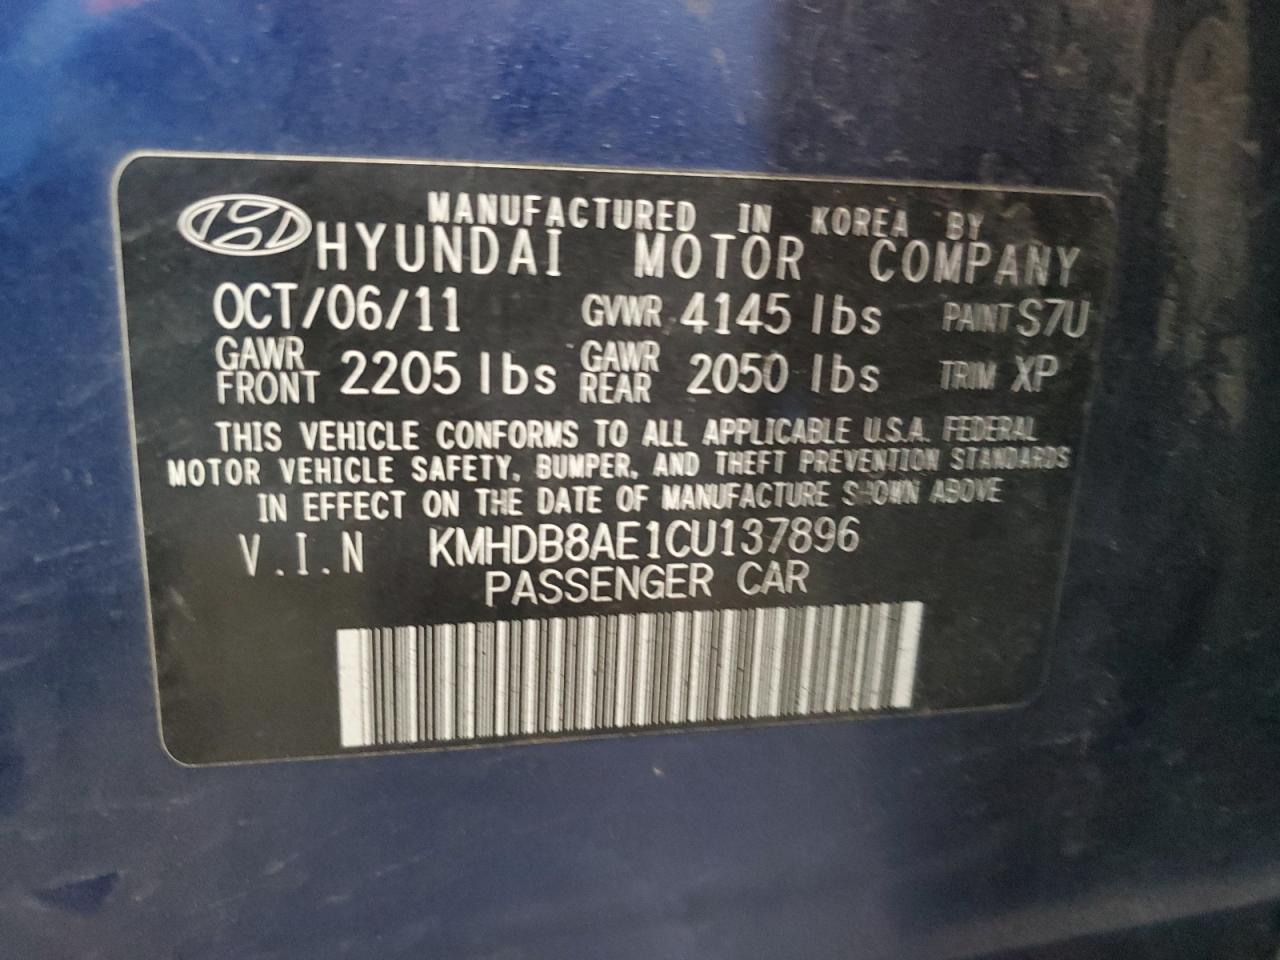 MANUFACTURED IN KOREA BY
HYUNDAI MOTOR COMPANY
OCT/06/11 GVWR 4145 lbs PAINT S7U
GAWR FRONT 2205 lbs GAWR REAR 2050 lbs TRIM XP
THIS VEHICLE CONFORMS TO ALL APPLICABLE U.S.A. FEDERAL
MOTOR VEHICLE SAFETY, BUMPER, AND THEFT PREVENTION STANDARDS
IN EFFECT ON THE DATE OF MANUFACTURE SHOWN ABOVE
V.I.N KMHDB8AE1CU137896
PASSENGER CAR